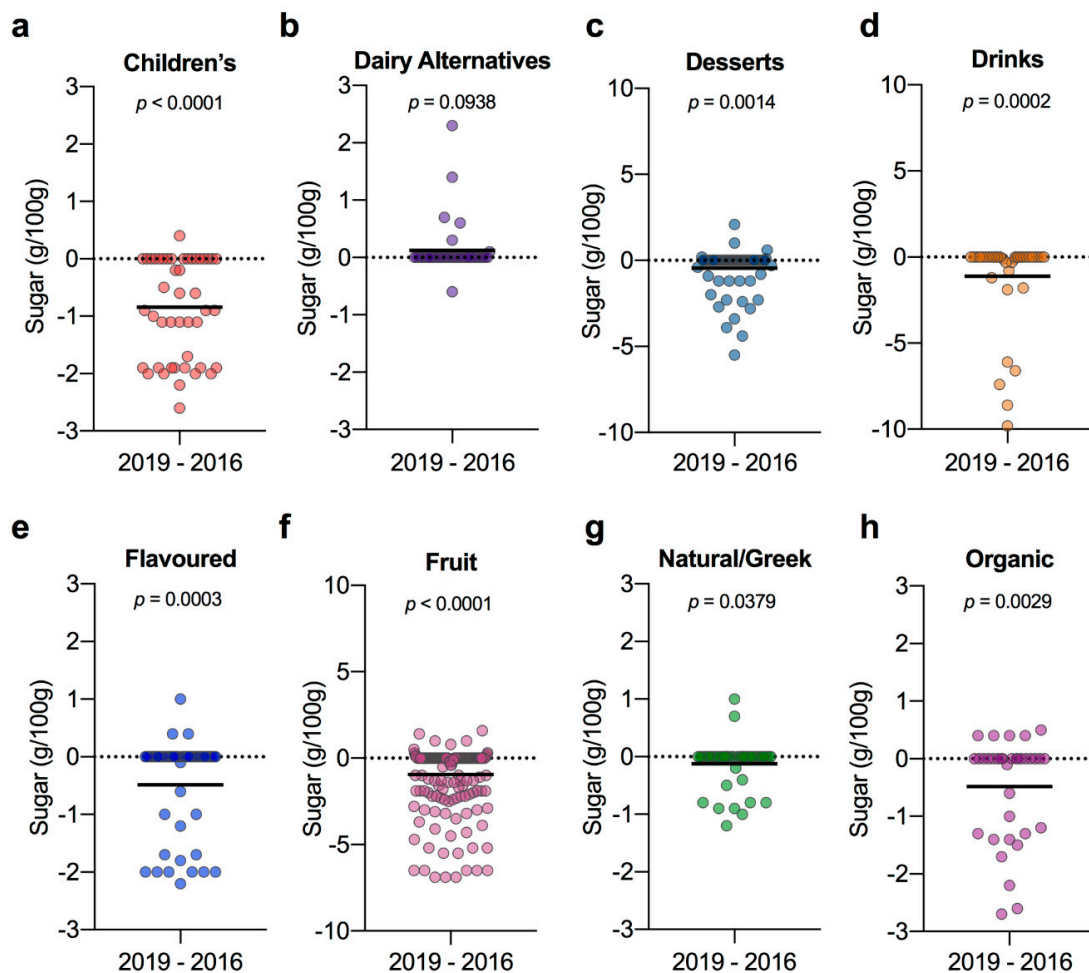 a
Children's
p < 0.0001
Sugar (g/100g)
3
2
1
0
-1
-2
-3
2019 - 2016
b
Dairy Alternatives
p = 0.0938
Sugar (g/100g)
3
2
1
0
-1
-2
-3
2019 - 2016
c
Desserts
p = 0.0014
Sugar (g/100g)
10
5
0
-5
-10
2019 - 2016
d
Drinks
p = 0.0002
Sugar (g/100g)
10
5
0
-5
-10
2019 - 2016
e
Flavoured
p = 0.0003
Sugar (g/100g)
3
2
1
0
-1
-2
-3
2019 - 2016
f
Fruit
p < 0.0001
Sugar (g/100g)
10
5
0
-5
-10
2019 - 2016
g
Natural/Greek
p = 0.0379
Sugar (g/100g)
3
2
1
0
-1
-2
-3
2019 - 2016
h
Organic
p = 0.0029
Sugar (g/100g)
3
2
1
0
-1
-2
-3
2019 - 2016